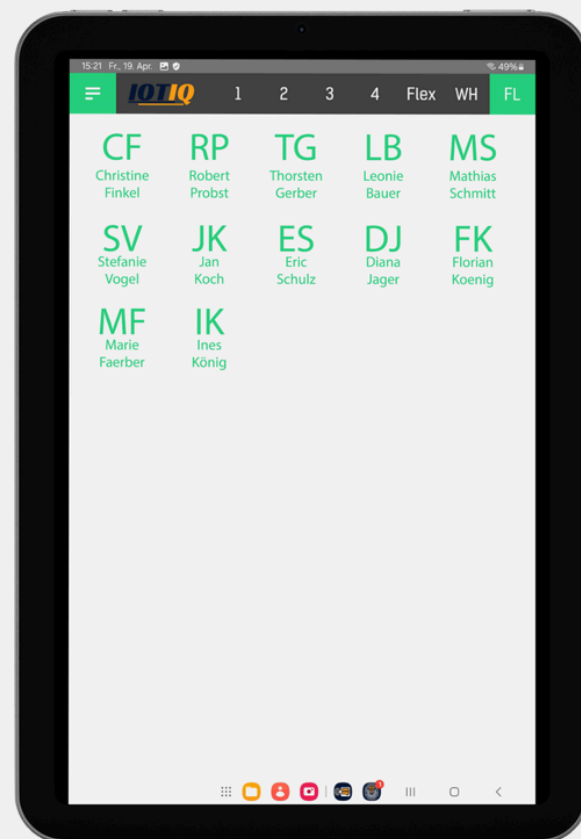 15:21 Fr., 19. Apr. 49%
IOTIQ 1 2 3 4 Flex WH FL
CF RP TG LB MS
Christine Robert Thorsten Leonie Mathias
Finkel Probst Gerber Bauer Schmitt
SV JK ES DJ FK
Stefanie Jan Eric Diana Florian
Vogel Koch Schulz Jager Koenig
MF IK
Marie Ines
Faerber König
1